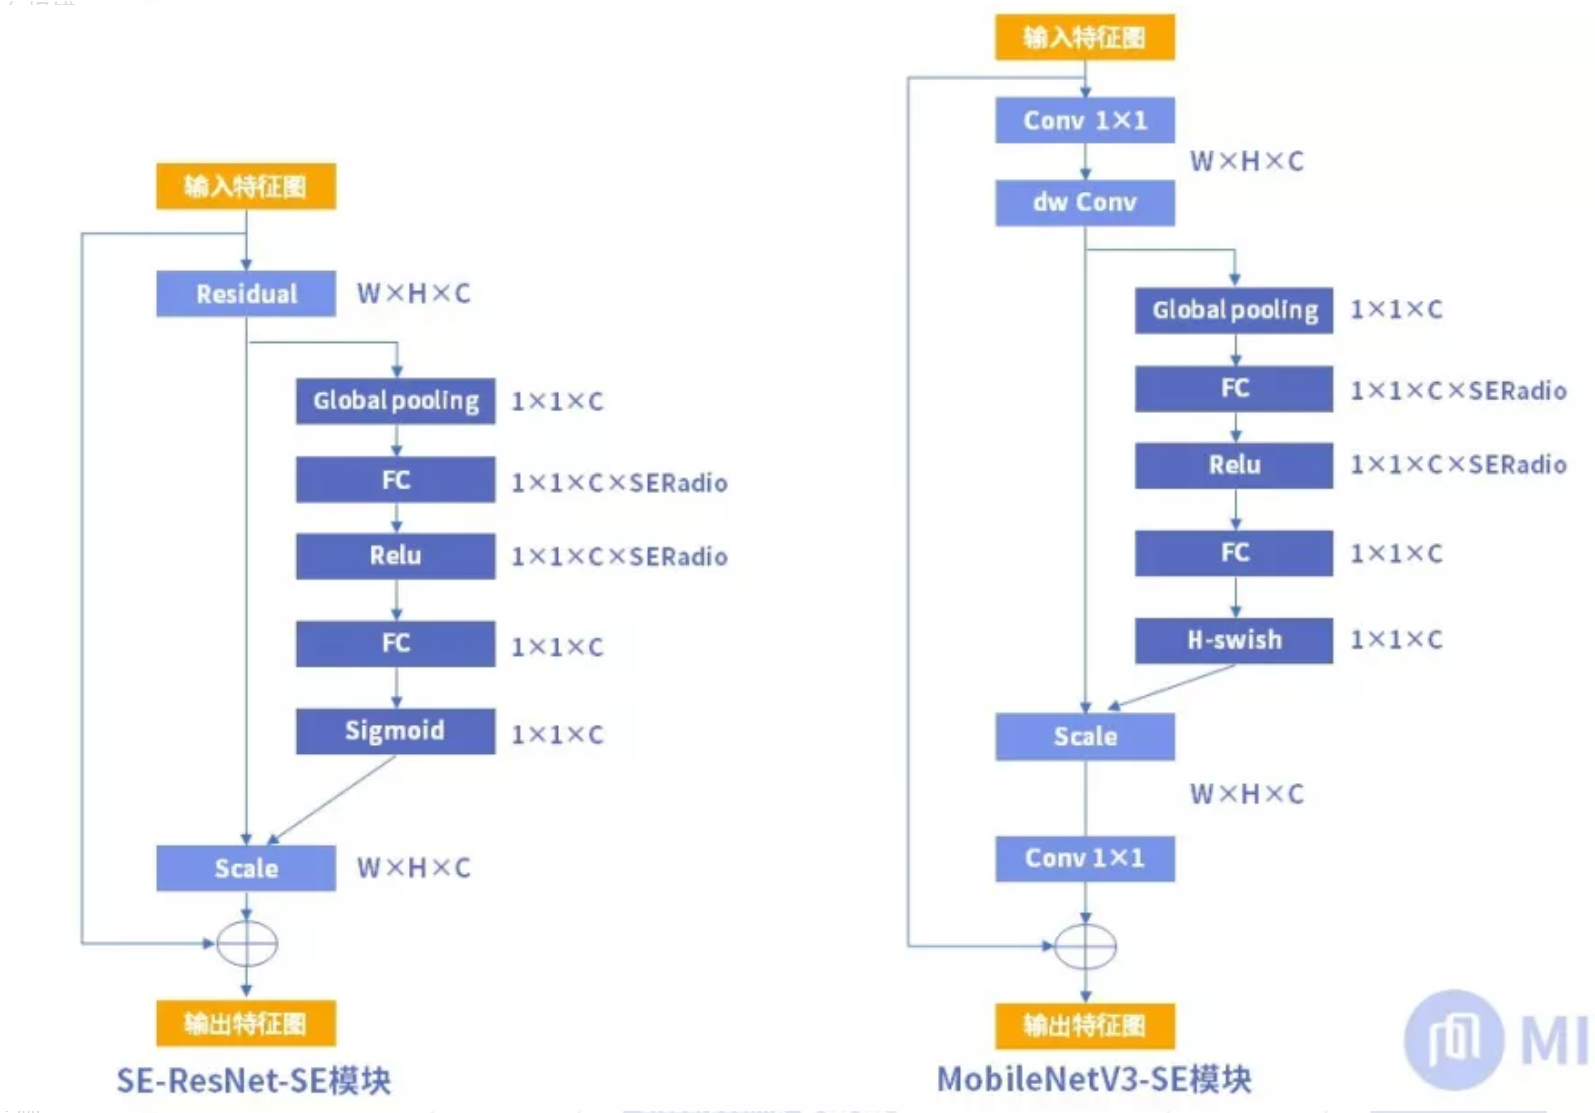 输入特征图
Residual
W×H×C
Global pooling
1×1×C
FC
1×1×C×SERadio
Relu
1×1×C×SERadio
FC
1×1×C
Sigmoid
1×1×C
Scale
W×H×C
输出特征图
SE-ResNet-SE模块
输入特征图
Conv 1×1
W×H×C
dw Conv
Global pooling
1×1×C
FC
1×1×C×SERadio
Relu
1×1×C×SERadio
FC
1×1×C
H-swish
1×1×C
Scale
W×H×C
Conv 1×1
输出特征图
MobileNetV3-SE模块
MI